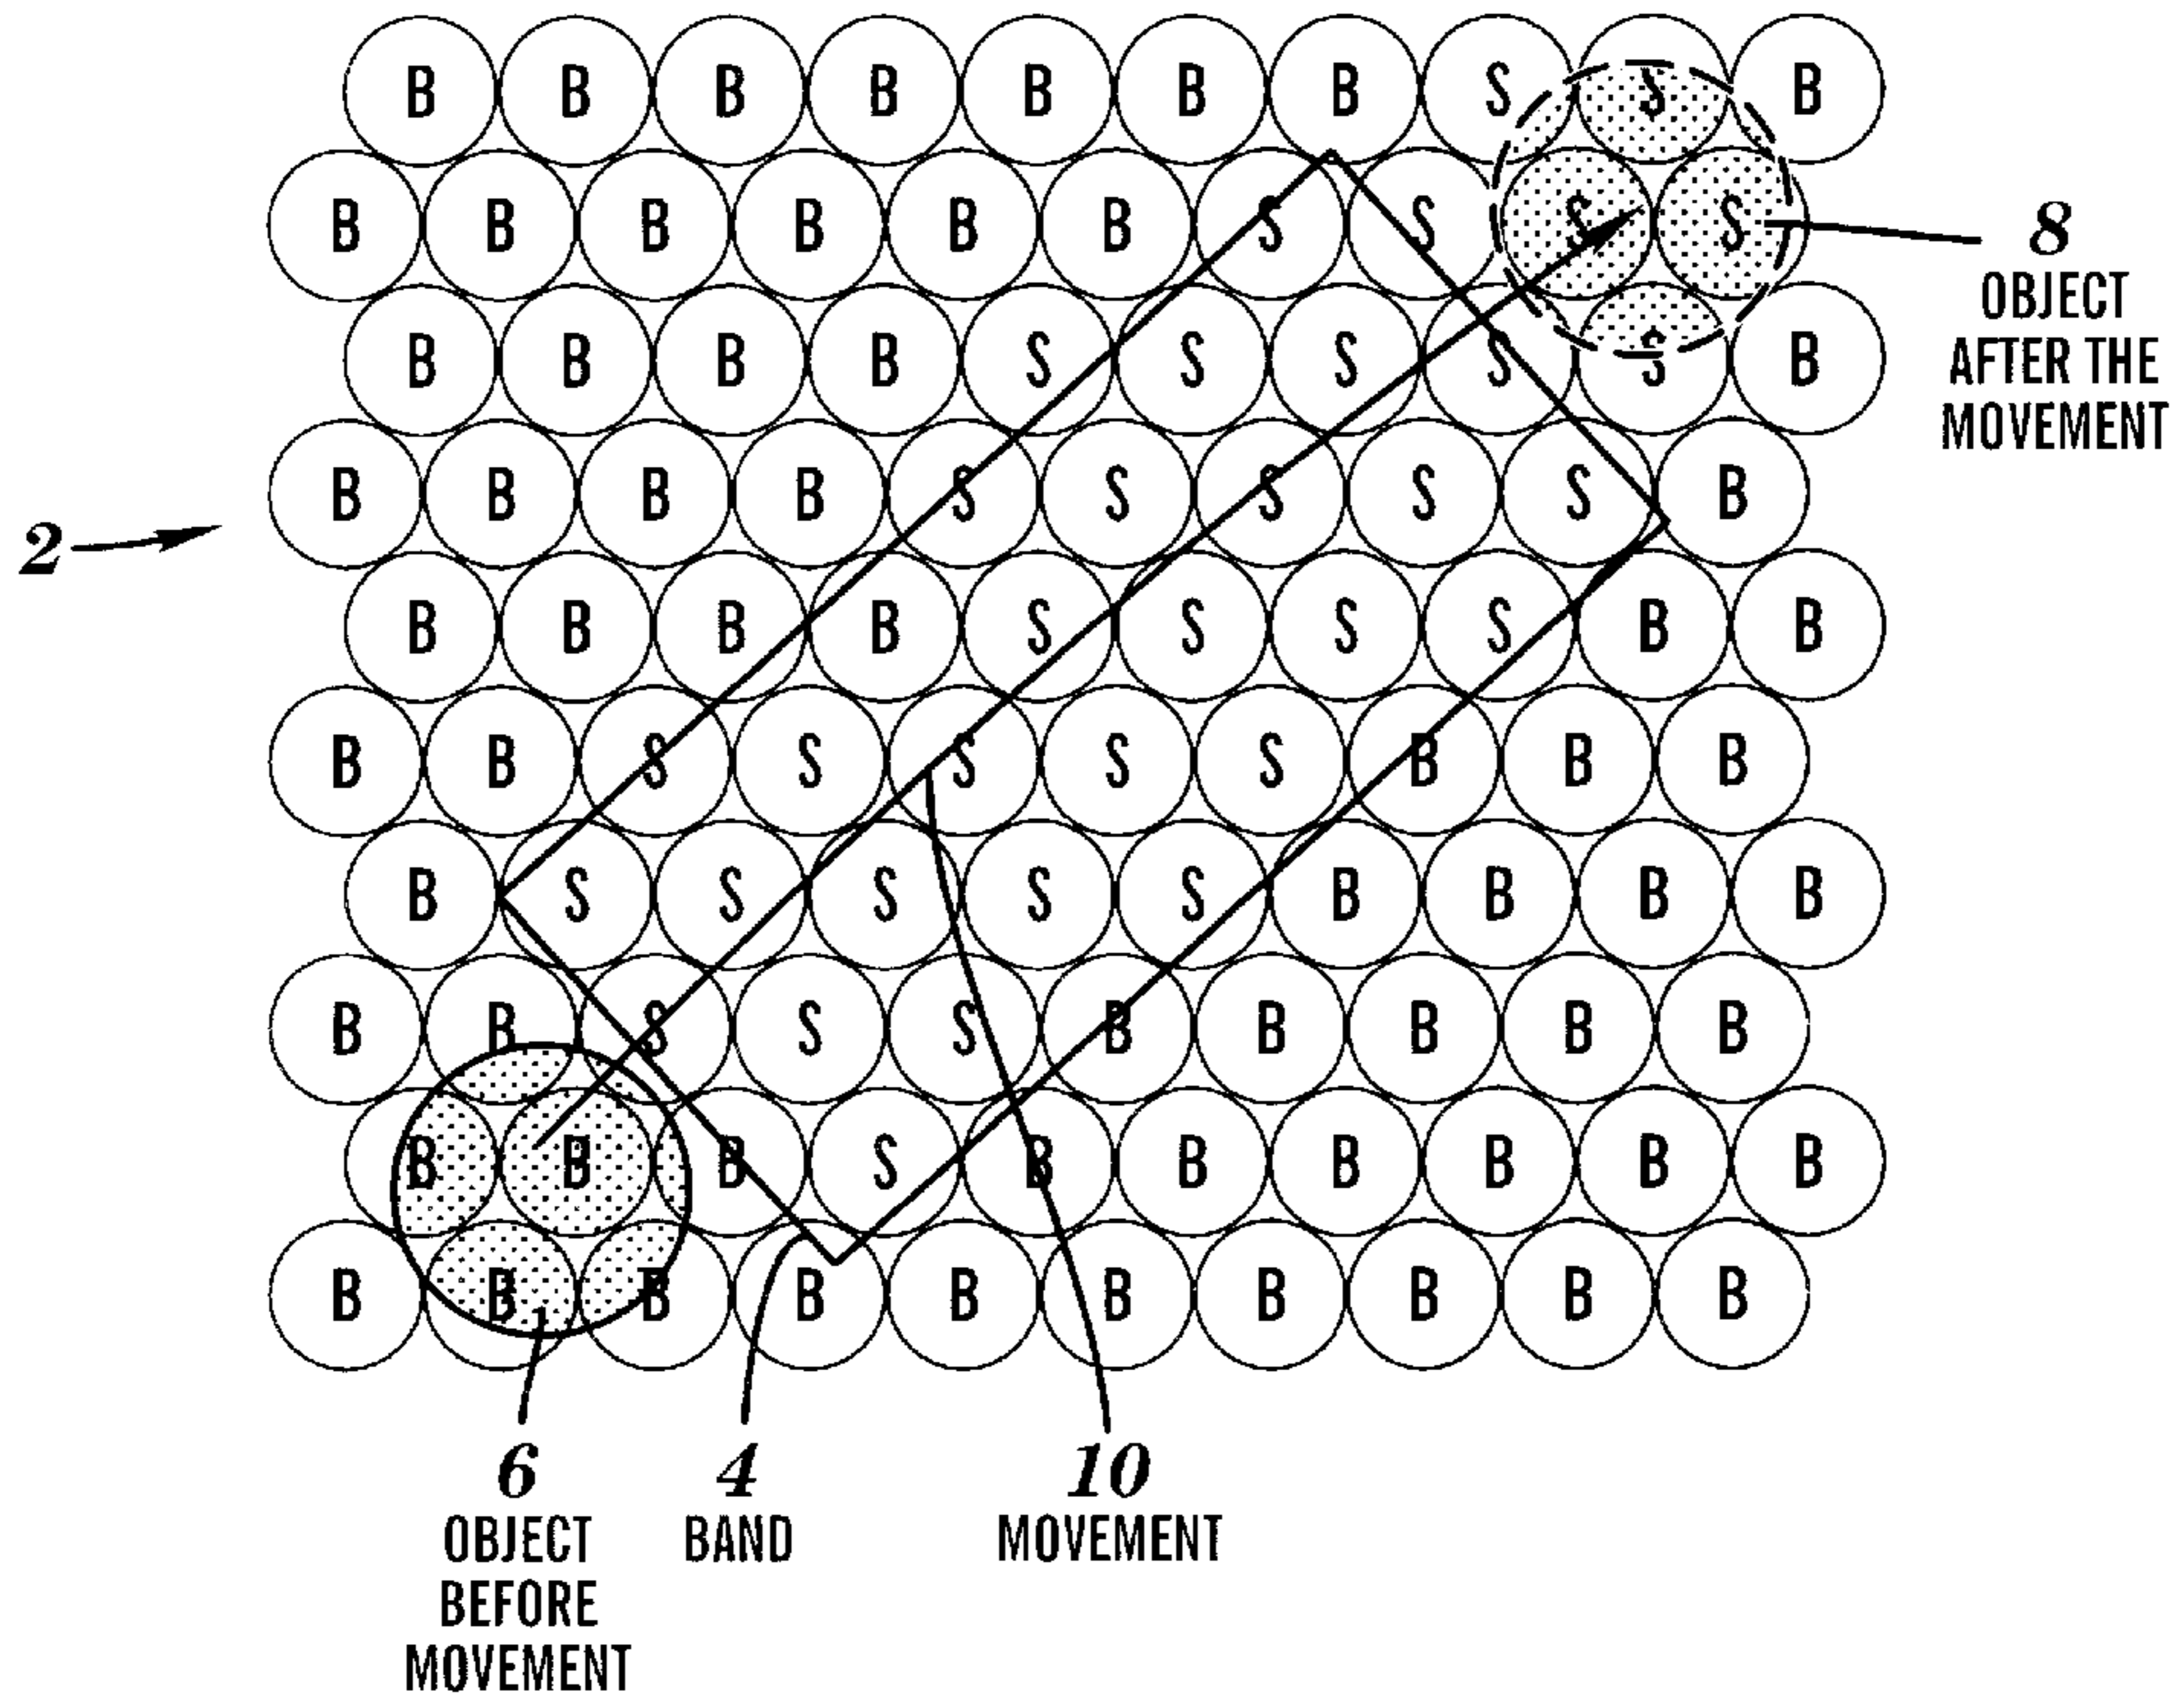 B B B B B B B S S B
B B B B B B S S S S
B B B B S S S S S B
B B B B S S S S S B
B B B B S S S S B B
B B S S S S S B B B
B S S S S S B B B B
B B S S S B B B B B
B B B S B B B B B B
B B B B B B B B B B
2
8
OBJECT
AFTER THE
MOVEMENT
6
OBJECT
BEFORE
MOVEMENT
4
BAND
10
MOVEMENT